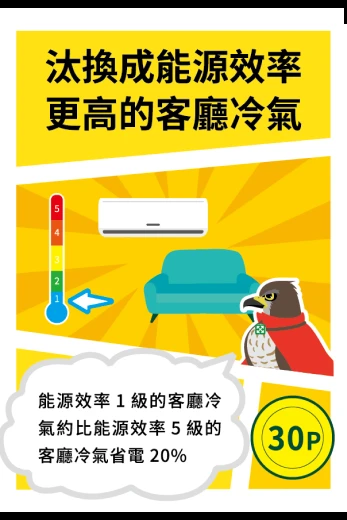 汰換成能源效率
更高的客廳冷氣
5
4
3
2
1
能源效率 1 級的客廳冷
氣約比能源效率 5 級的
客廳冷氣省電 20%
30P